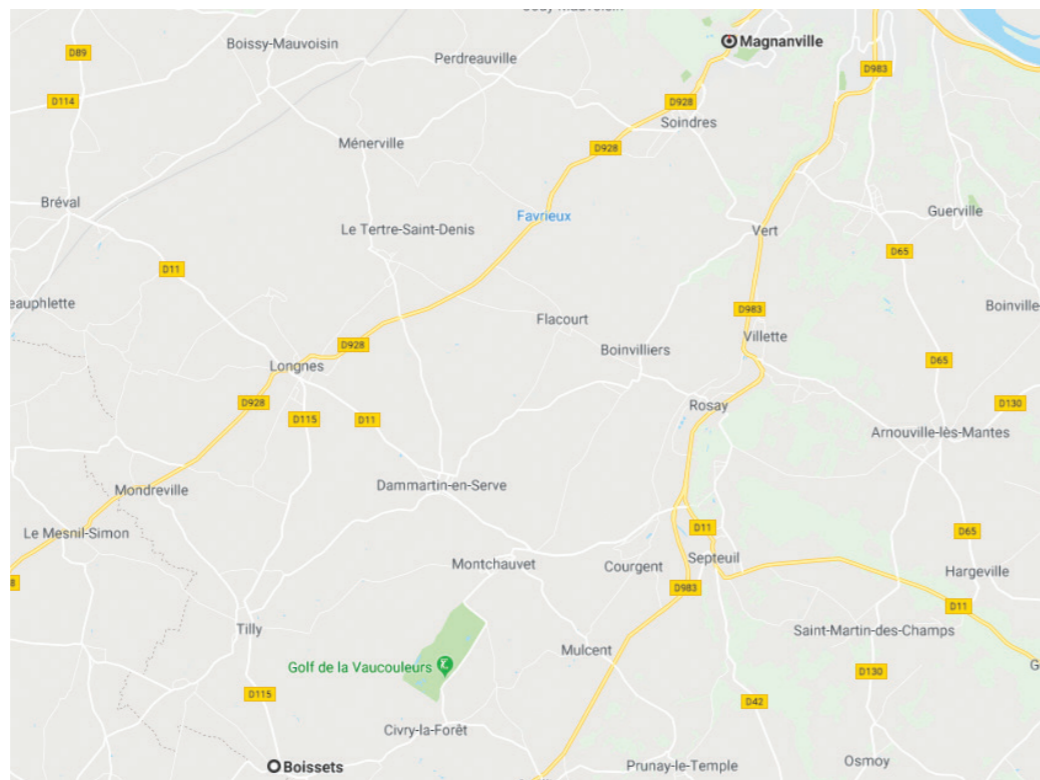 Boissy-Mauvoisin
Magnanville
D89
Perdreauville
D983
D114
D928
Soindres
Ménerville
D928
Bréval
Favrieux
Guerville
Le Tertre-Saint-Denis
Vert
D65
D11
eauphlette
Boinville
D983
Flacourt
Villette
D928
Boinvilliers
Longnes
D65
D928
D115
D11
Rosay
D130
Arnouville-lès-Mantes
Dammartin-en-Serve
Mondreville
Le Mesnil-Simon
D11
D65
Montchauvet
Courgent
Septeuil
Hargeville
8
D983
D11
Tilly
Saint-Martin-des-Champs
Mulcent
Golf de la Vaucouleurs
G
D130
D115
D42
Civry-la-Forêt
Boissets
Prunay-le-Temple
Osmoy